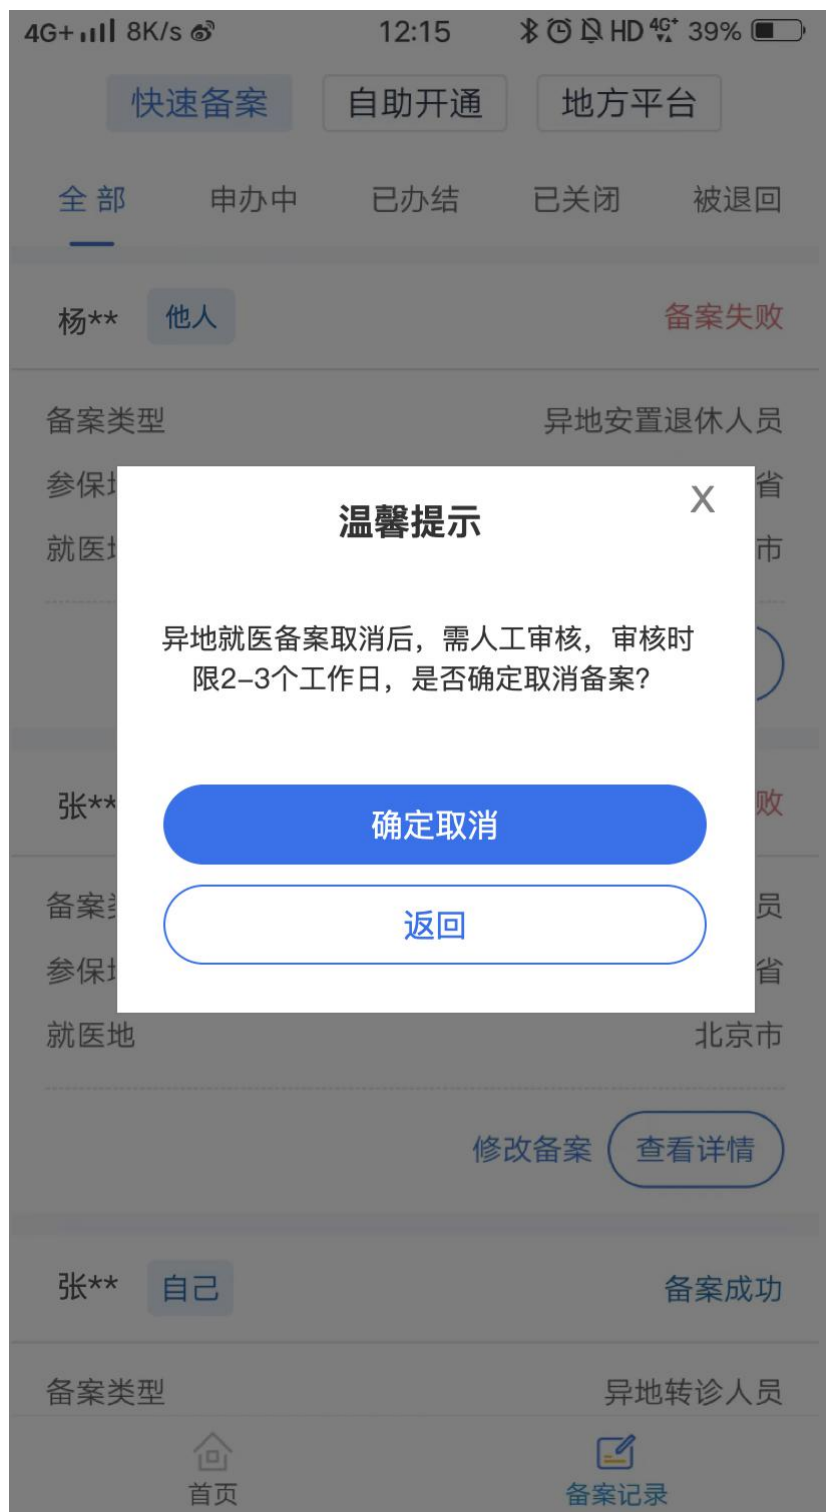 4G+ 8K/s 12:15 HD 4G+ 39%
快速备案 自助开通 地方平台
全部 申办中 已办结 已关闭 被退回
杨** 他人 备案失败
备案类型 异地安置退休人员
参保 省
温馨提示 X
就医 市
异地就医备案取消后，需人工审核，审核时
限2-3个工作日，是否确定取消备案?
张** 败
确定取消
备案 员
返回
参保 省
就医地 北京市
修改备案 查看详情
张** 自己 备案成功
备案类型 异地转诊人员
首页 备案记录